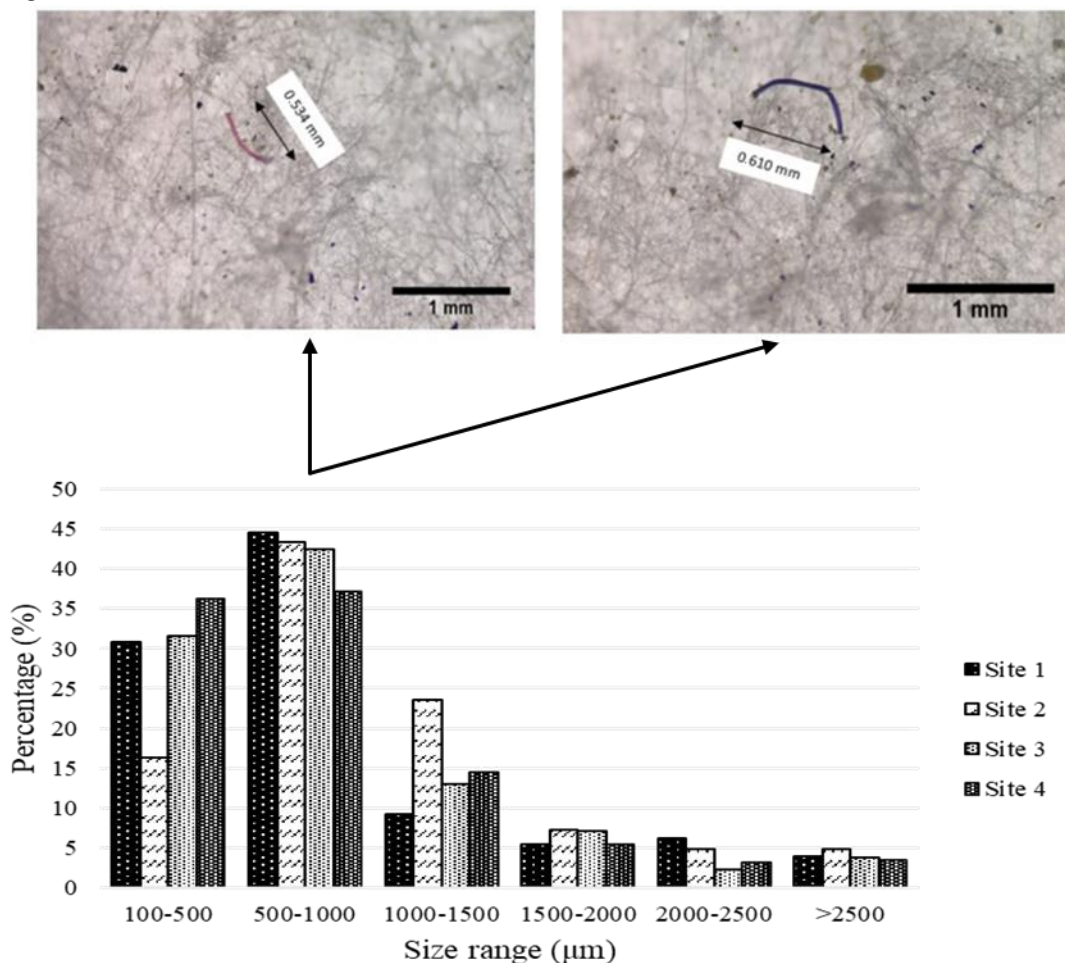 0.534 mm
1 mm
0.610 mm
1 mm
50
45
40
35
30
25
20
15
10
5
0
Percentage (%)
100-500 500-1000 1000-1500 1500-2000 2000-2500 >2500
Size range (μm)
Site 1
Site 2
Site 3
Site 4